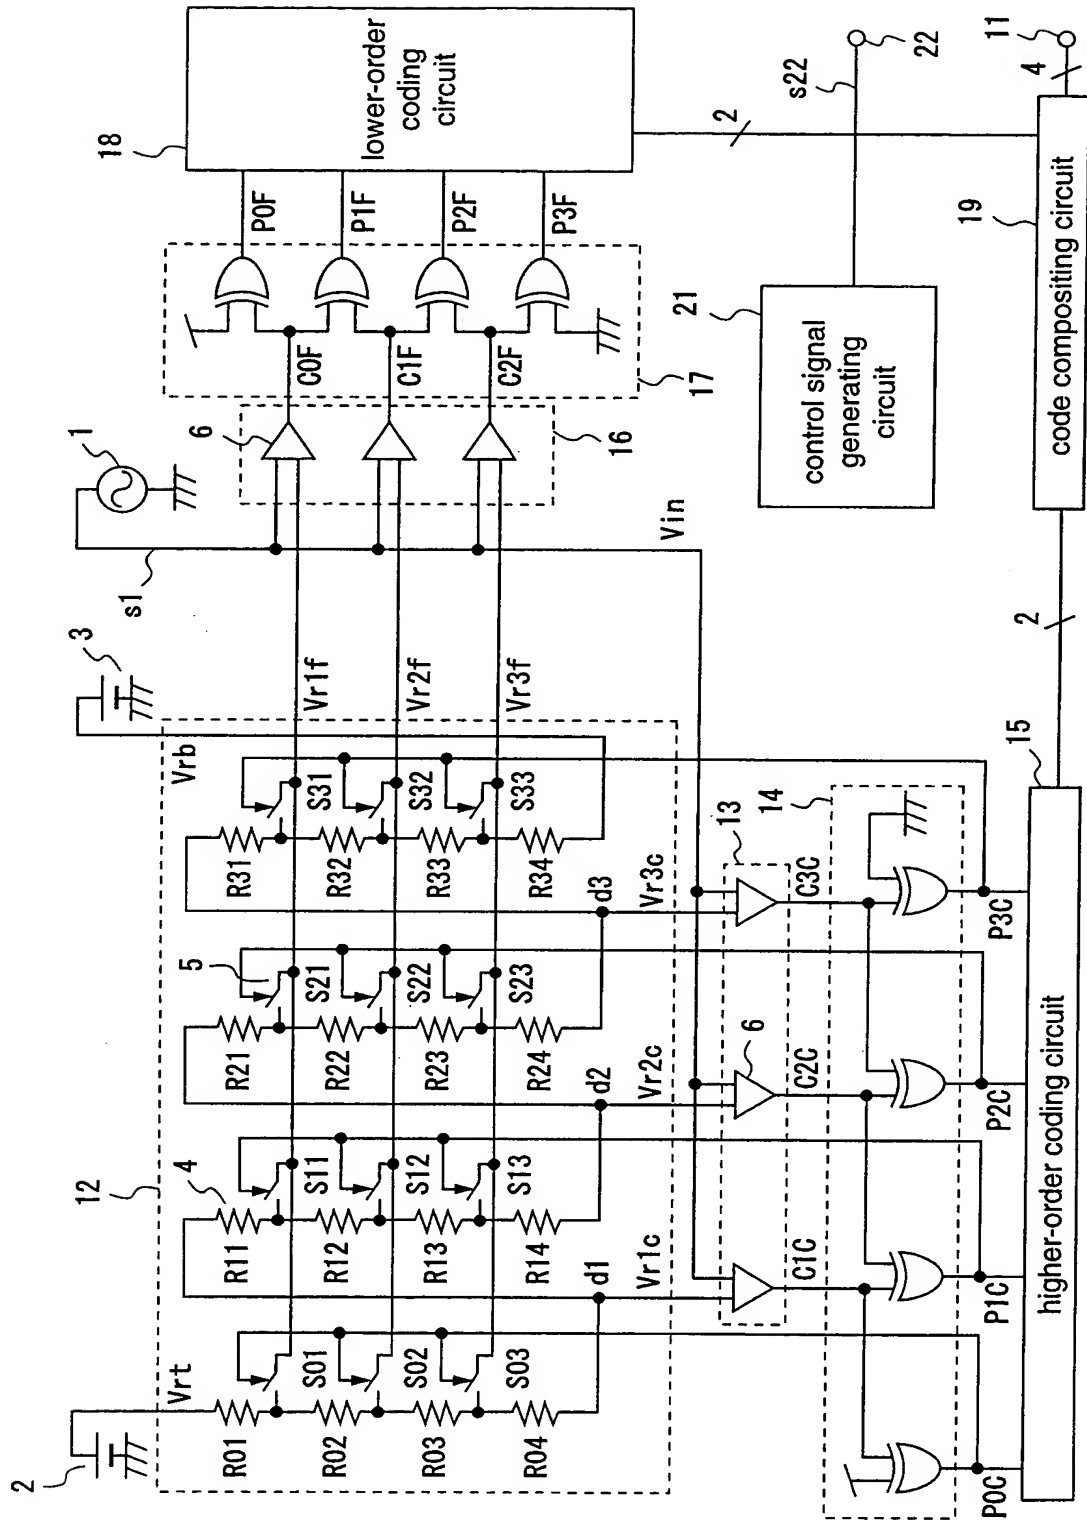 2
Vrt
R01
S01
R02
S02
R03
S03
R04
12
4
R11
S11
R12
S12
R13
S13
R14
d1
Vr1c
5
R21
S21
R22
S22
R23
S23
R24
d2
Vr2c
3
Vrb
R31
S31
R32
S32
R33
S33
R34
d3
Vr3c
Vr1f
Vr2f
Vr3f
s1
1
Vin
6
16
C0F
C1F
C2F
17
P0F
P1F
P2F
P3F
18
lower-order
coding
circuit
2
13
6
C1C
C2C
C3C
14
P0C
P1C
P2C
P3C
15
higher-order coding circuit
2
21
control signal
generating
circuit
s22
22
19
code compositing circuit
4
11